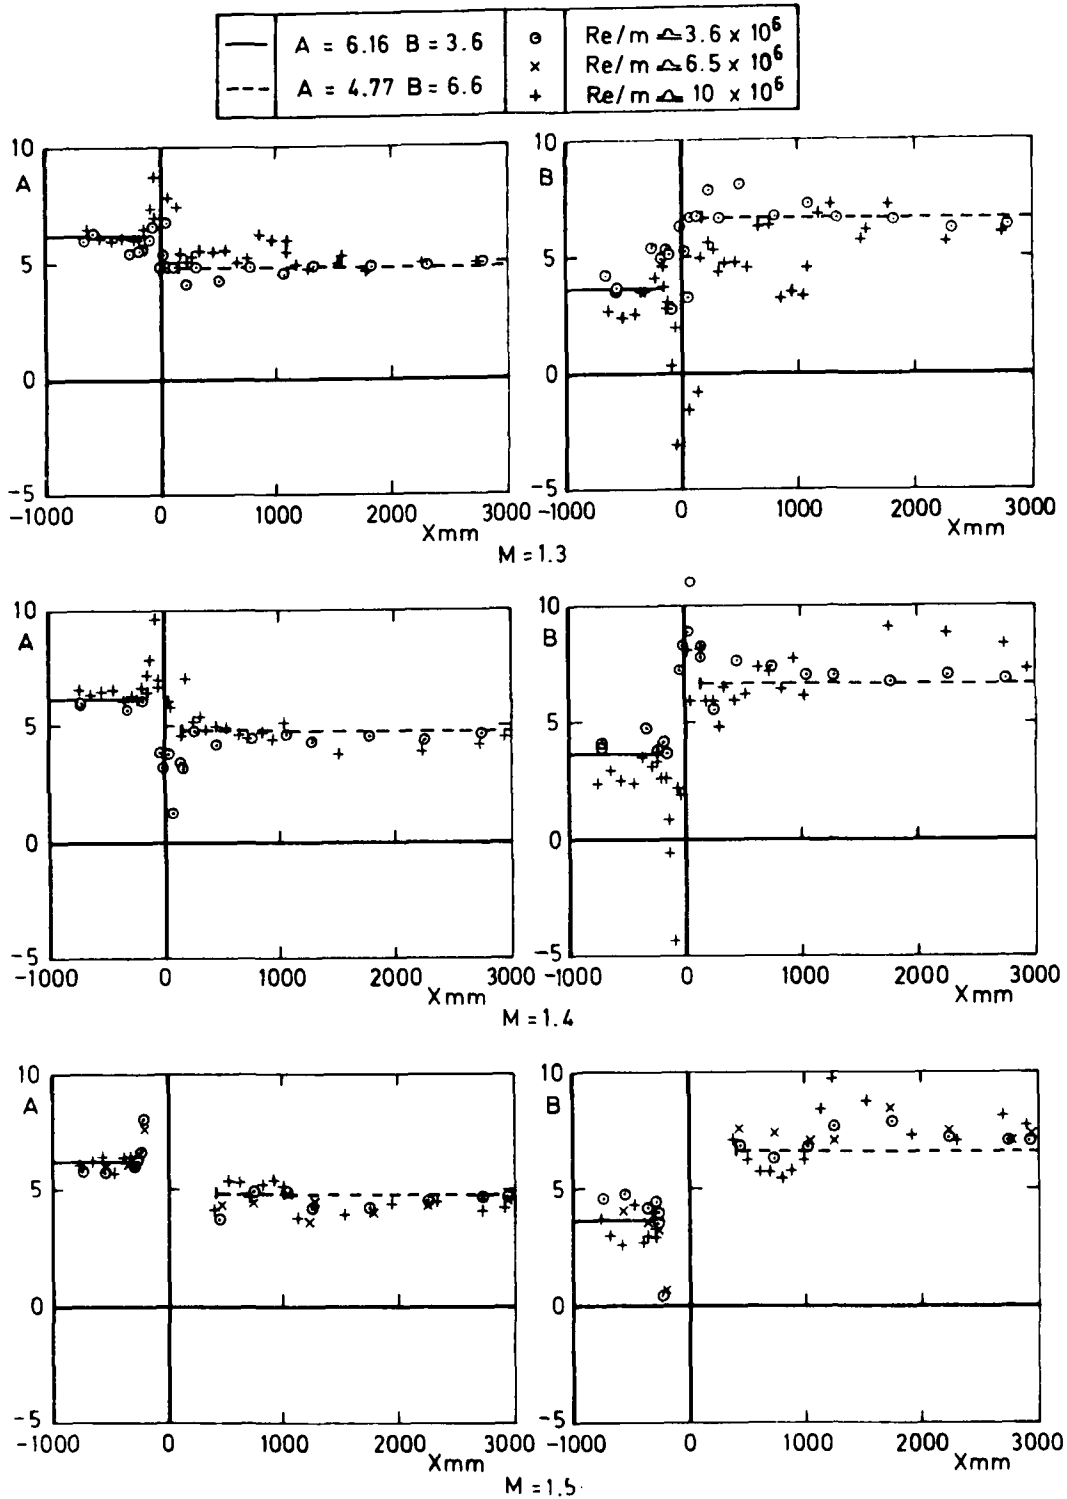 A = 6.16 B = 3.6
A = 4.77 B = 6.6
Re/m ≏ 3.6 x 10⁶
Re/m ≏ 6.5 x 10⁶
Re/m ≏ 10 x 10⁶
10
A
5
0
-5
-1000 0 1000 2000 3000
Xmm
10
B
5
0
-5
-1000 0 1000 2000 3000
Xmm
M = 1.3
10
A
5
0
-5
-1000 0 1000 2000 3000
Xmm
10
B
5
0
-5
-1000 0 1000 2000 3000
Xmm
M = 1.4
10
A
5
0
-5
-1000 0 1000 2000 3000
Xmm
10
B
5
0
-5
-1000 0 1000 2000 3000
Xmm
M = 1.5